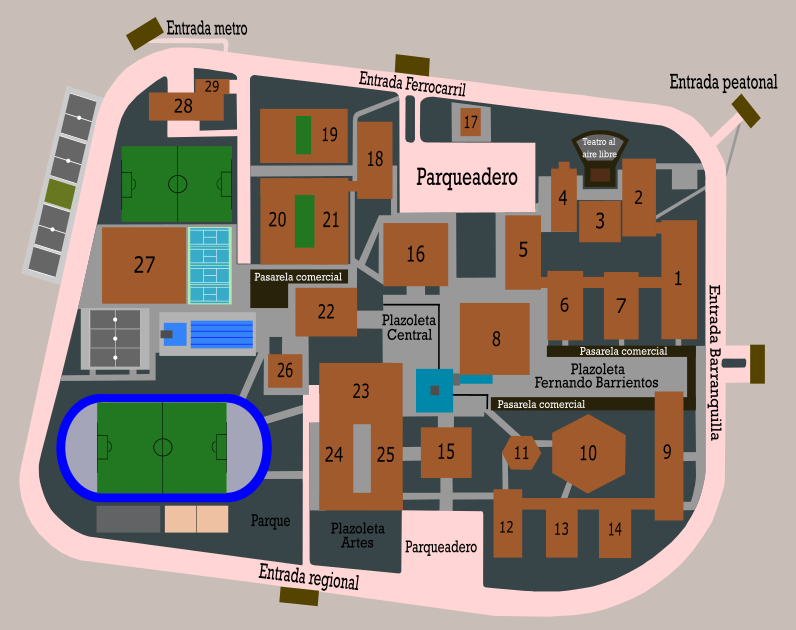 Entrada metro
Entrada Ferrocarril
Entrada peatonal
29
28
19
17
18
Teatro al
aire libre
Parqueadero
4
2
3
20
21
5
16
27
1
Pasarela comercial
22
6
7
Plazoleta
Central
8
Entrada Barranquilla
Pasarela comercial
Plazoleta
Fernando Barrientos
26
23
Pasarela comercial
24
25
15
11
10
9
Parque
Plazoleta
Artes
12
13
14
Parqueadero
Entrada regional